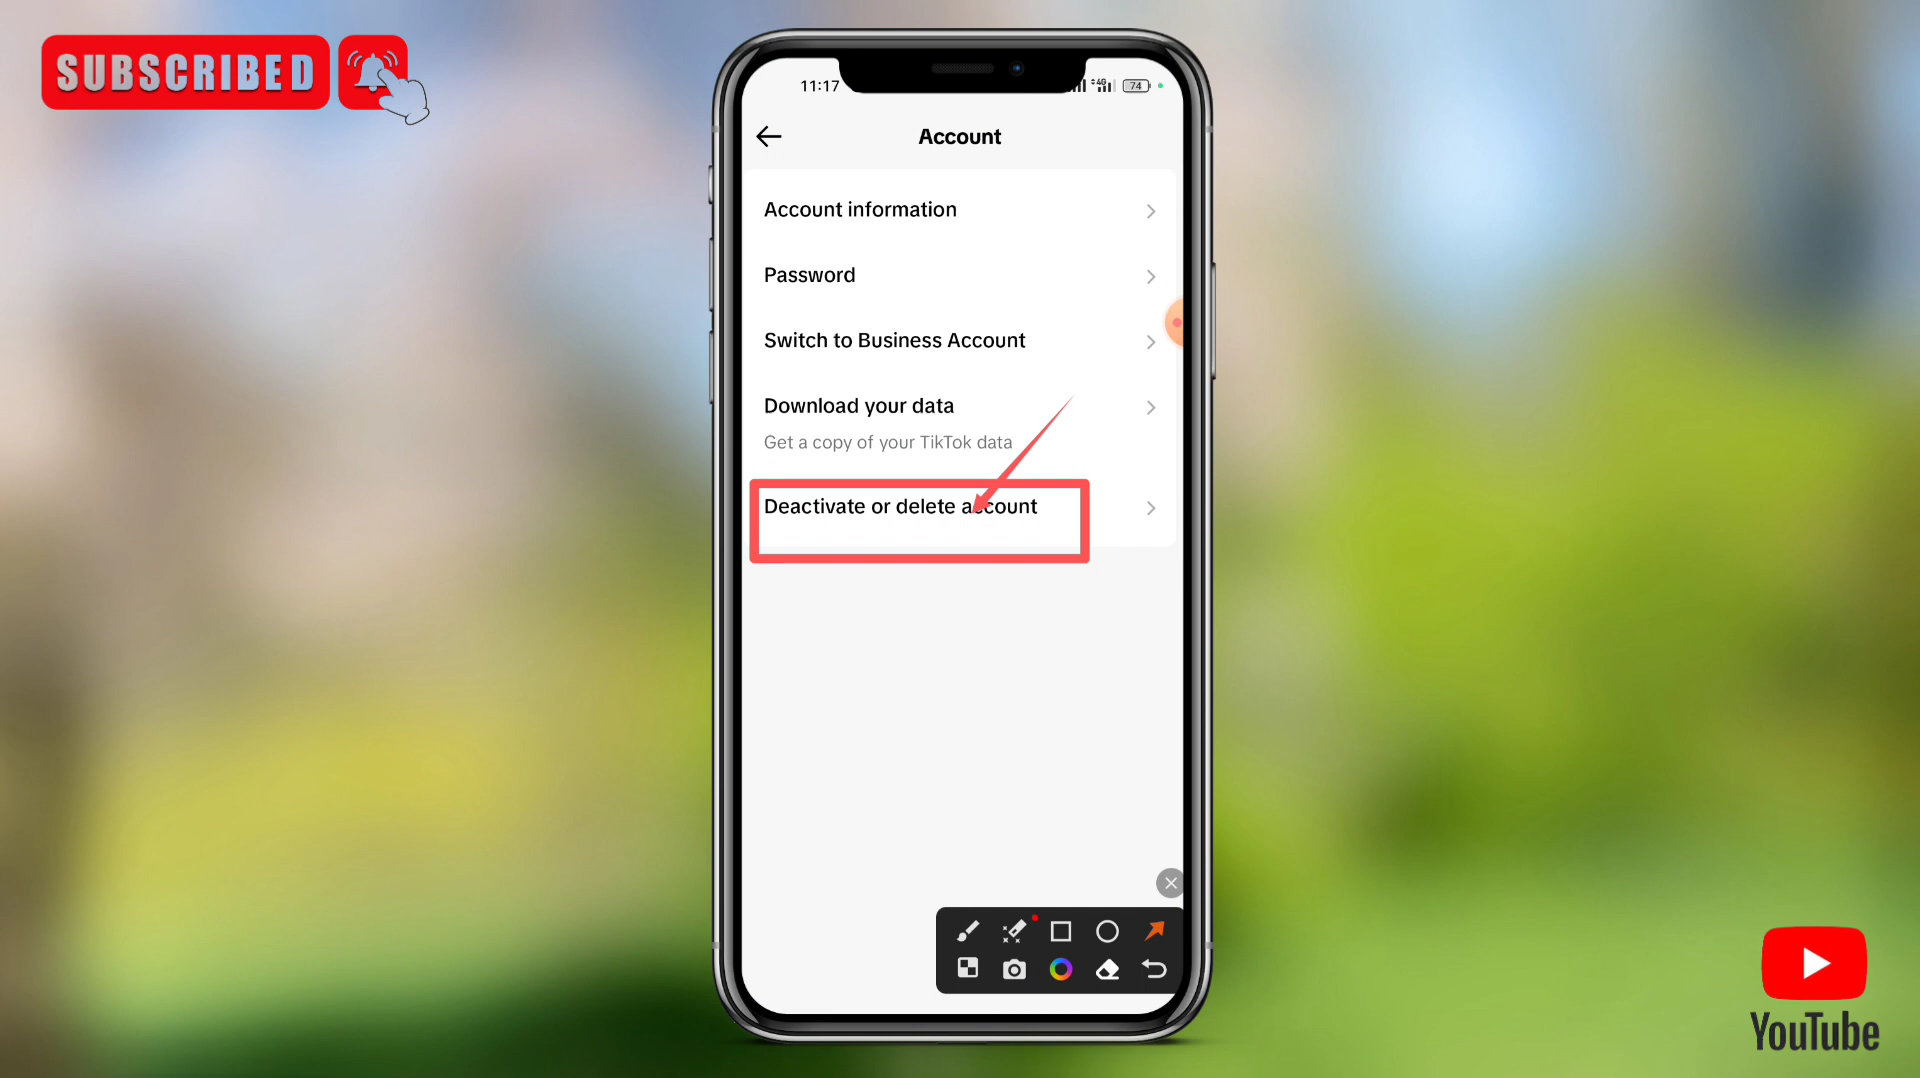 SUBSCRIBED
11:17
4G
74
Account
Account information
Password
Switch to Business Account
Download your data
Get a copy of your TikTok data
Deactivate or delete account
YouTube